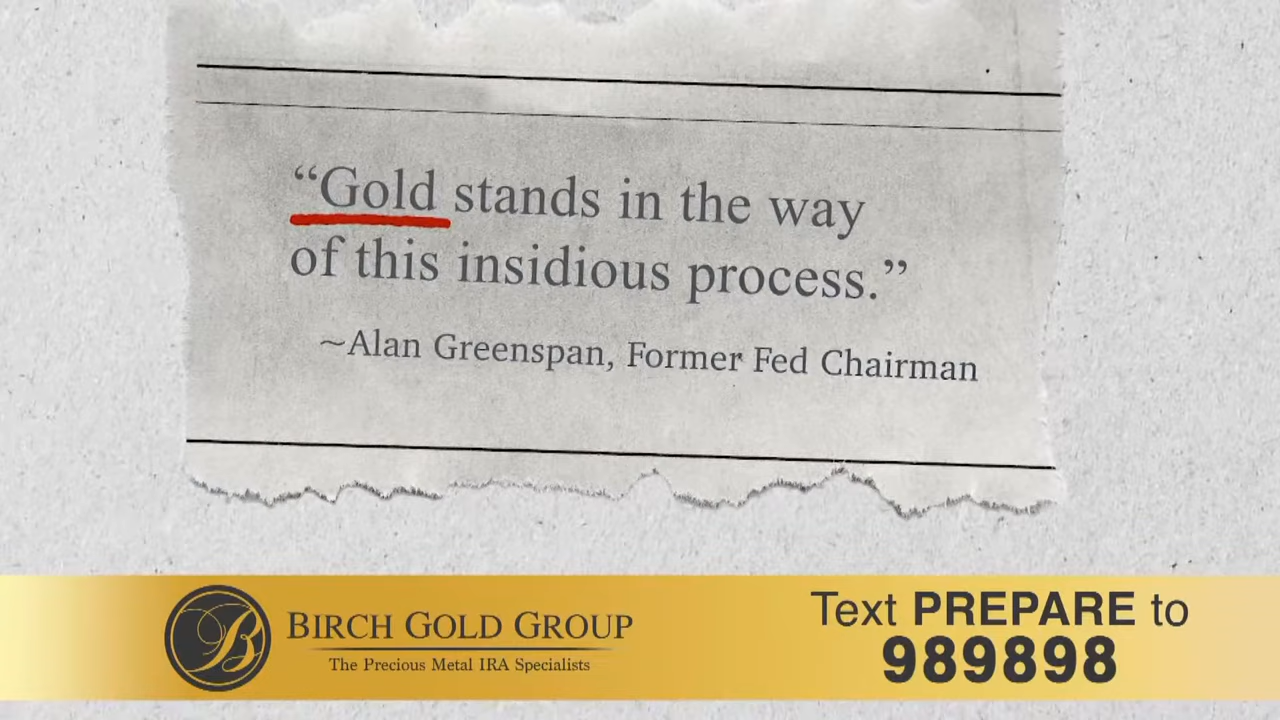 “Gold stands in the way
of this insidious process.”
~Alan Greenspan, Former Fed Chairman
B
BIRCH GOLD GROUP
The Precious Metal IRA Specialists
Text PREPARE to
989898